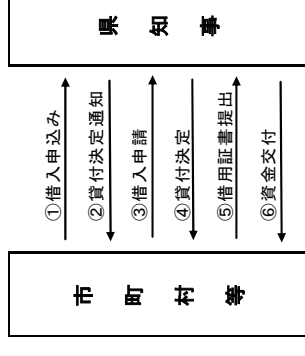 県知事
①借入申込み
②貸付決定通知
③借入申請
④貸付決定
⑤借用証書提出
⑥資金交付
市町村等